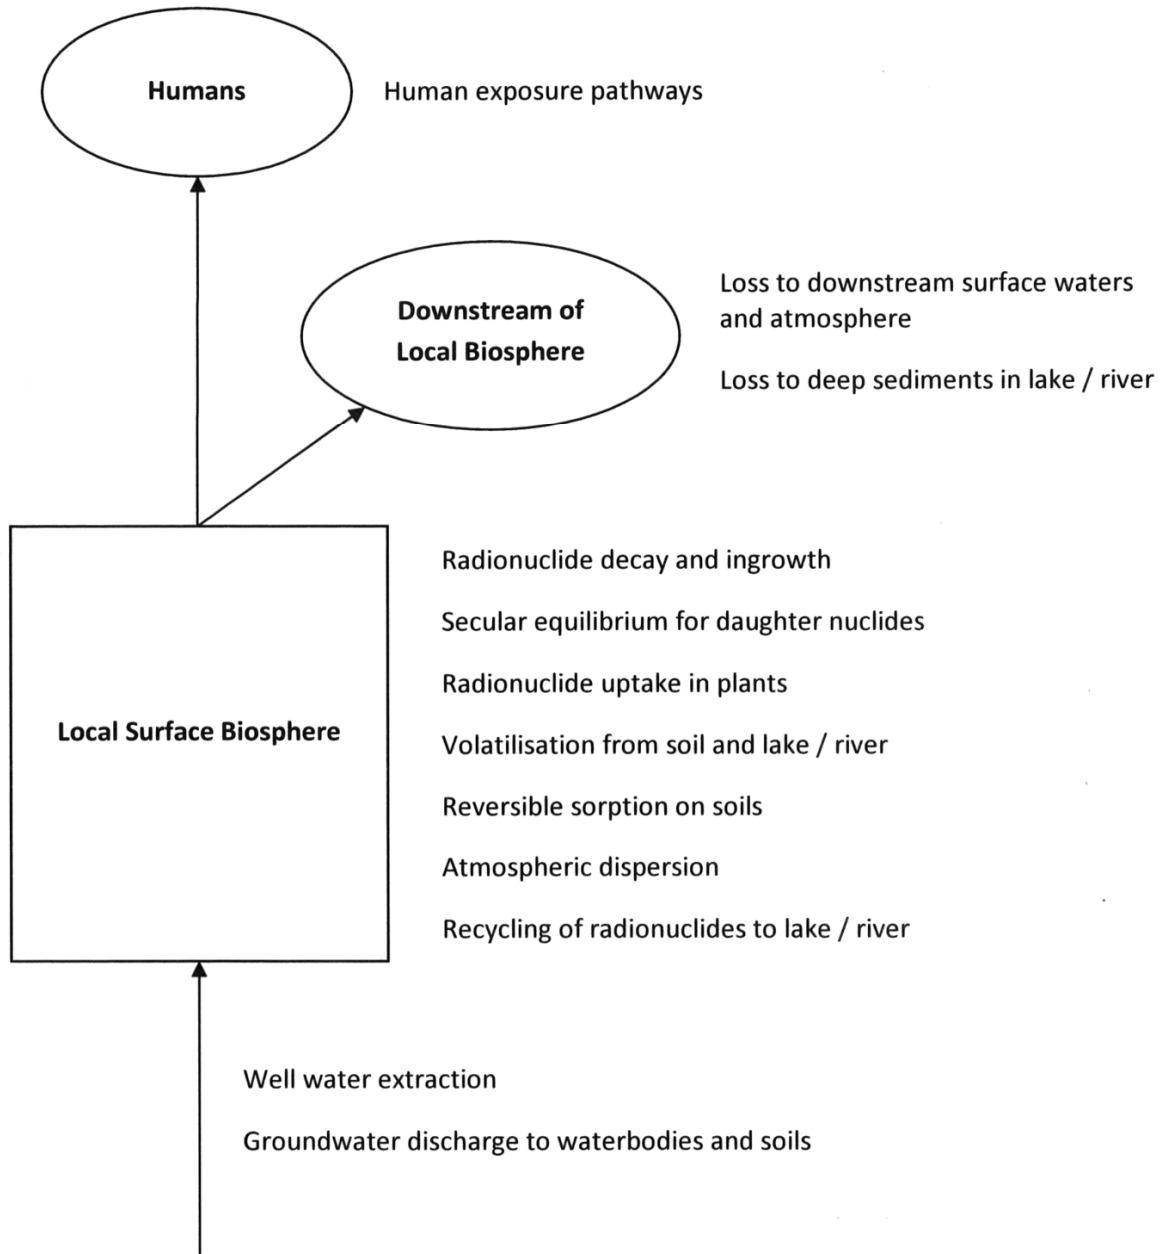 Humans
Human exposure pathways
Downstream of
Local Biosphere
Loss to downstream surface waters
and atmosphere
Loss to deep sediments in lake / river
Local Surface Biosphere
Radionuclide decay and ingrowth
Secular equilibrium for daughter nuclides
Radionuclide uptake in plants
Volatilisation from soil and lake / river
Reversible sorption on soils
Atmospheric dispersion
Recycling of radionuclides to lake / river
Well water extraction
Groundwater discharge to waterbodies and soils